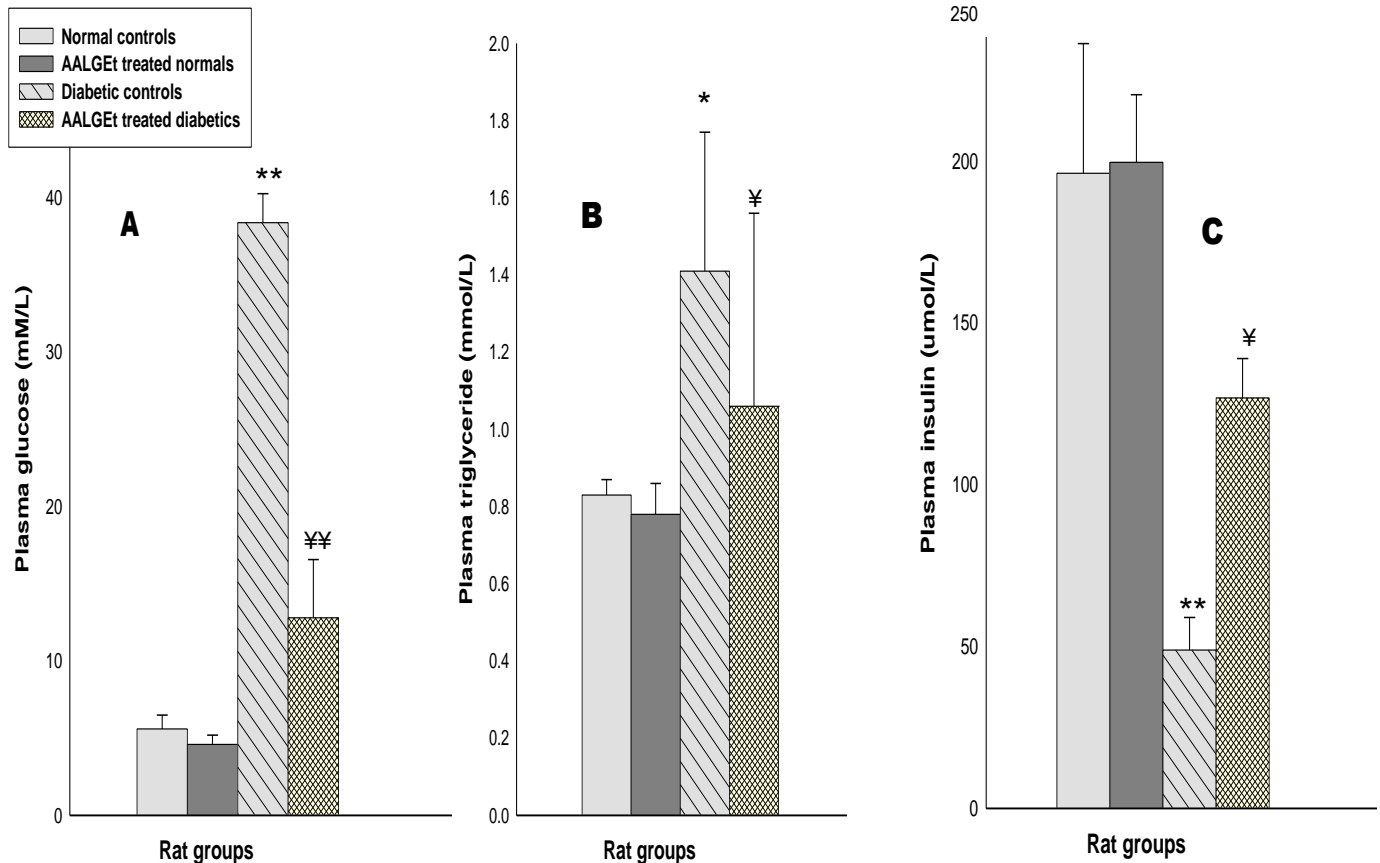 Normal controls
AALGEt treated normals
Diabetic controls
AALGEt treated diabetics
A
**
¥¥
40
30
20
10
0
Plasma glucose (mM/L)
Rat groups
B
*
¥
2.0
1.8
1.6
1.4
1.2
1.0
0.8
0.6
0.4
0.2
0.0
Plasma triglyceride (mmol/L)
Rat groups
C
**
¥
250
200
150
100
50
0
Plasma insulin (umol/L)
Rat groups